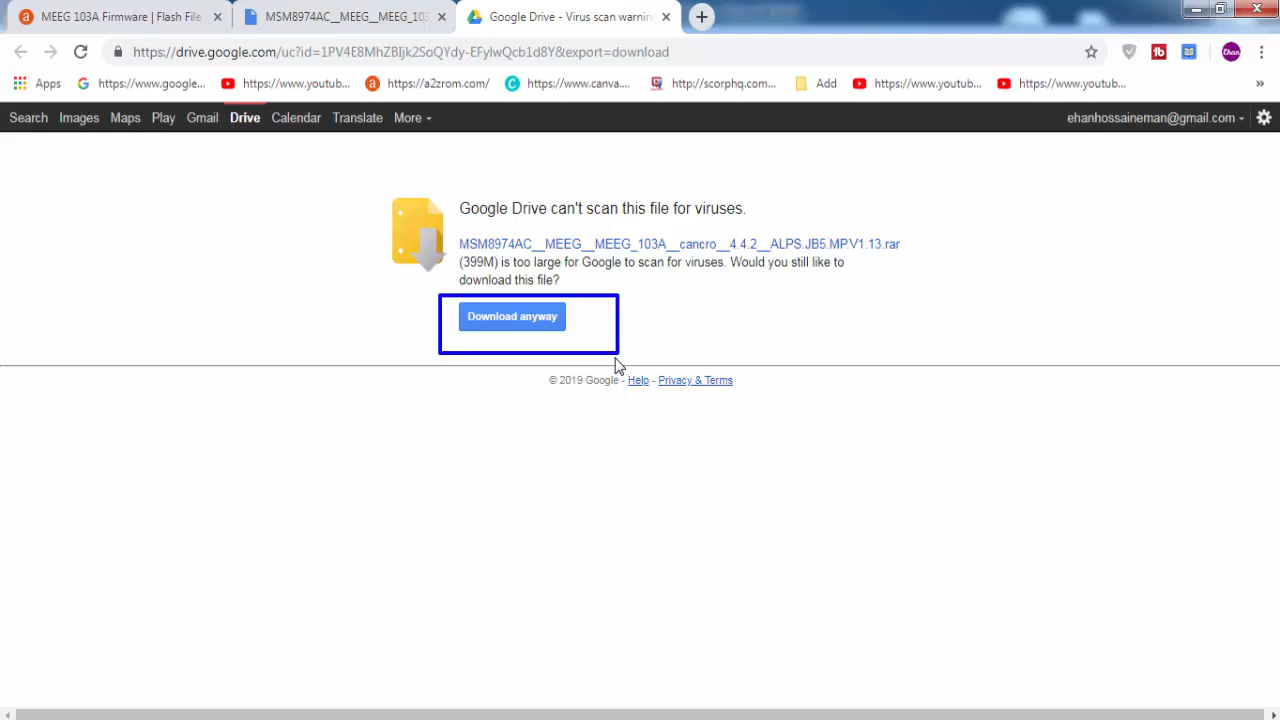 MEEG 103A Firmware | Flash File
MSM8974AC__MEEG__MEEG_103
Google Drive - Virus scan warnin
https://drive.google.com/uc?id=1PV4E8MhZBIjk2SoQYdy-EFylwQcb1d8Y&export=download
Apps
https://www.google...
https://www.youtub...
https://a2zrom.com/
https://www.canva....
http://scorphq.com...
Add
https://www.youtub...
https://www.youtub...
Search Images Maps Play Gmail Drive Calendar Translate More
ehanhossaineman@gmail.com
Google Drive can't scan this file for viruses.
MSM8974AC__MEEG__MEEG_103A__cancro__4.4.2__ALPS.JB5.MP.V1.13.rar
(399M) is too large for Google to scan for viruses. Would you still like to
download this file?
Download anyway
© 2019 Google - Help - Privacy & Terms